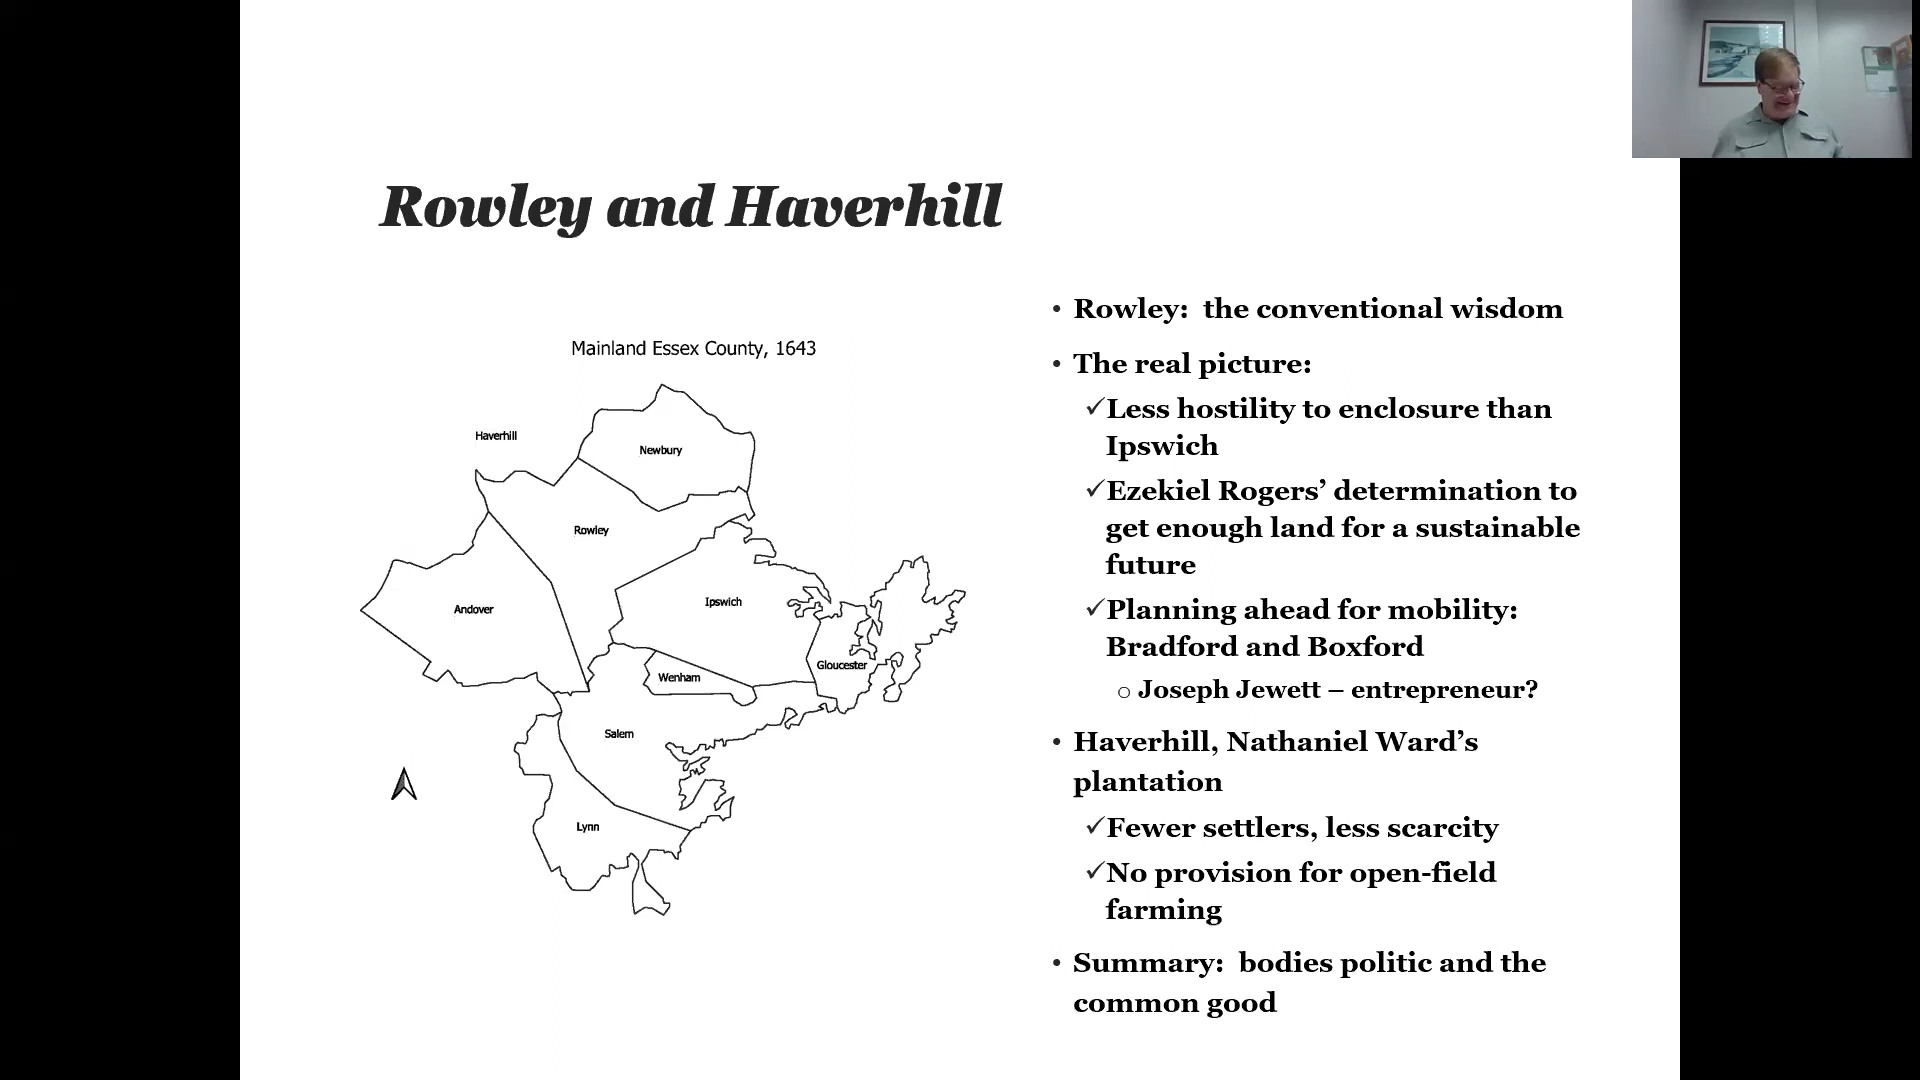 Rowley and Haverhill
Mainland Essex County, 1643
Haverhill
Newbury
Rowley
Andover
Ipswich
Gloucester
Wenham
Salem
Lynn
• Rowley:  the conventional wisdom
• The real picture:
✓Less hostility to enclosure than
Ipswich
✓Ezekiel Rogers’ determination to
get enough land for a sustainable
future
✓Planning ahead for mobility:
Bradford and Boxford
o Joseph Jewett – entrepreneur?
• Haverhill, Nathaniel Ward’s
plantation
✓Fewer settlers, less scarcity
✓No provision for open-field
farming
• Summary:  bodies politic and the
common good